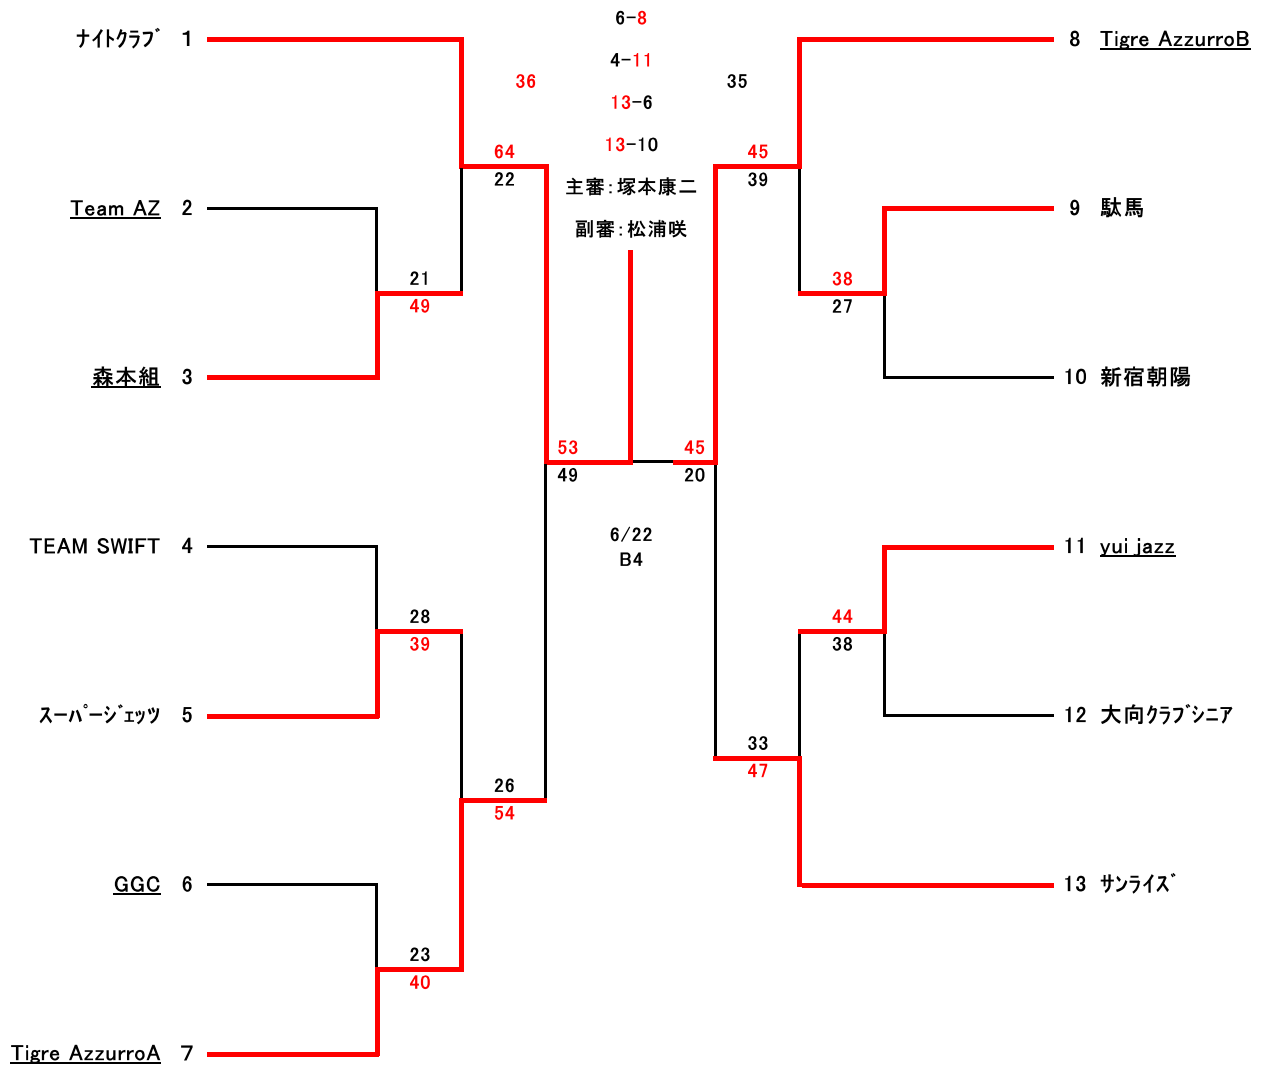 ﾅｲﾄｸﾗﾌﾞ 1
6-8
8 Tigre AzzurroB
4-11
36
35
13-6
13-10
64
22
45
39
主審：塚本康二
Team AZ 2
副審：松浦咲
9 駄馬
21
49
38
27
森本組 3
10 新宿朝陽
53
49
45
20
6/22
B4
TEAM SWIFT 4
11 yui jazz
28
39
44
38
ｽｰﾊﾟｰｼﾞｪｯﾂ 5
12 大向ｸﾗﾌﾞｼﾆｱ
33
47
26
54
GGC 6
13 ｻﾝﾗｲｽﾞ
23
40
Tigre AzzurroA 7